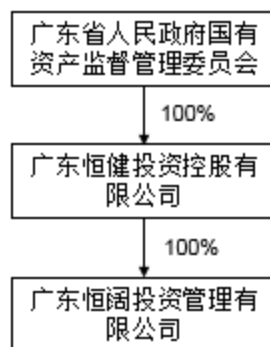 广东省人民政府国有
资产监督管理委员会
100%
广东恒健投资控股有
限公司
100%
广东恒阔投资管理有
限公司